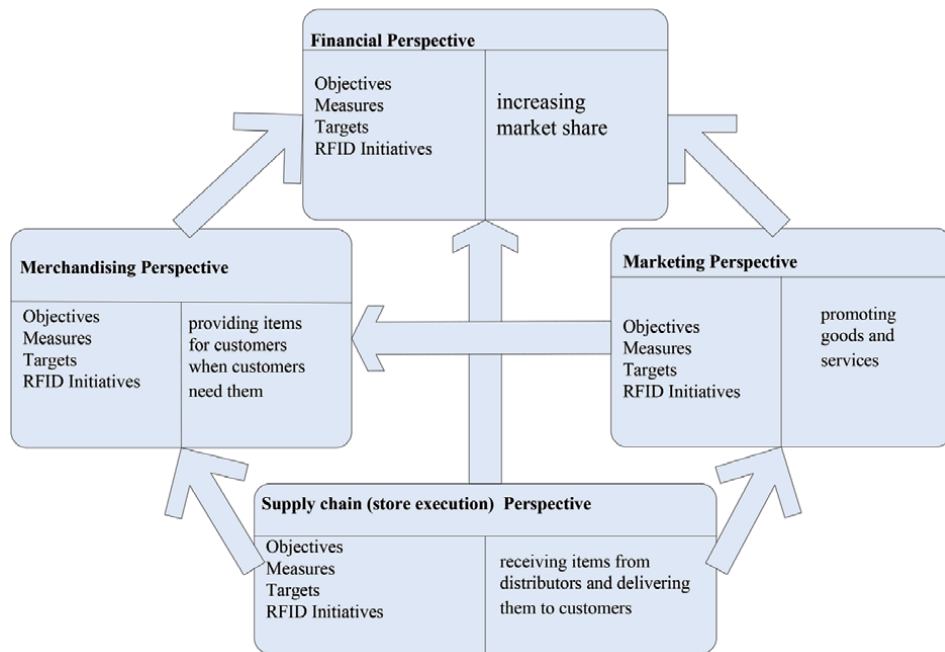 Financial Perspective
Objectives
Measures
Targets
RFID Initiatives
increasing
market share
Merchandising Perspective
Objectives
Measures
Targets
RFID Initiatives
providing items
for customers
when customers
need them
Marketing Perspective
Objectives
Measures
Targets
RFID Initiatives
promoting
goods and
services
Supply chain (store execution) Perspective
Objectives
Measures
Targets
RFID Initiatives
receiving items from
distributors and delivering
them to customers